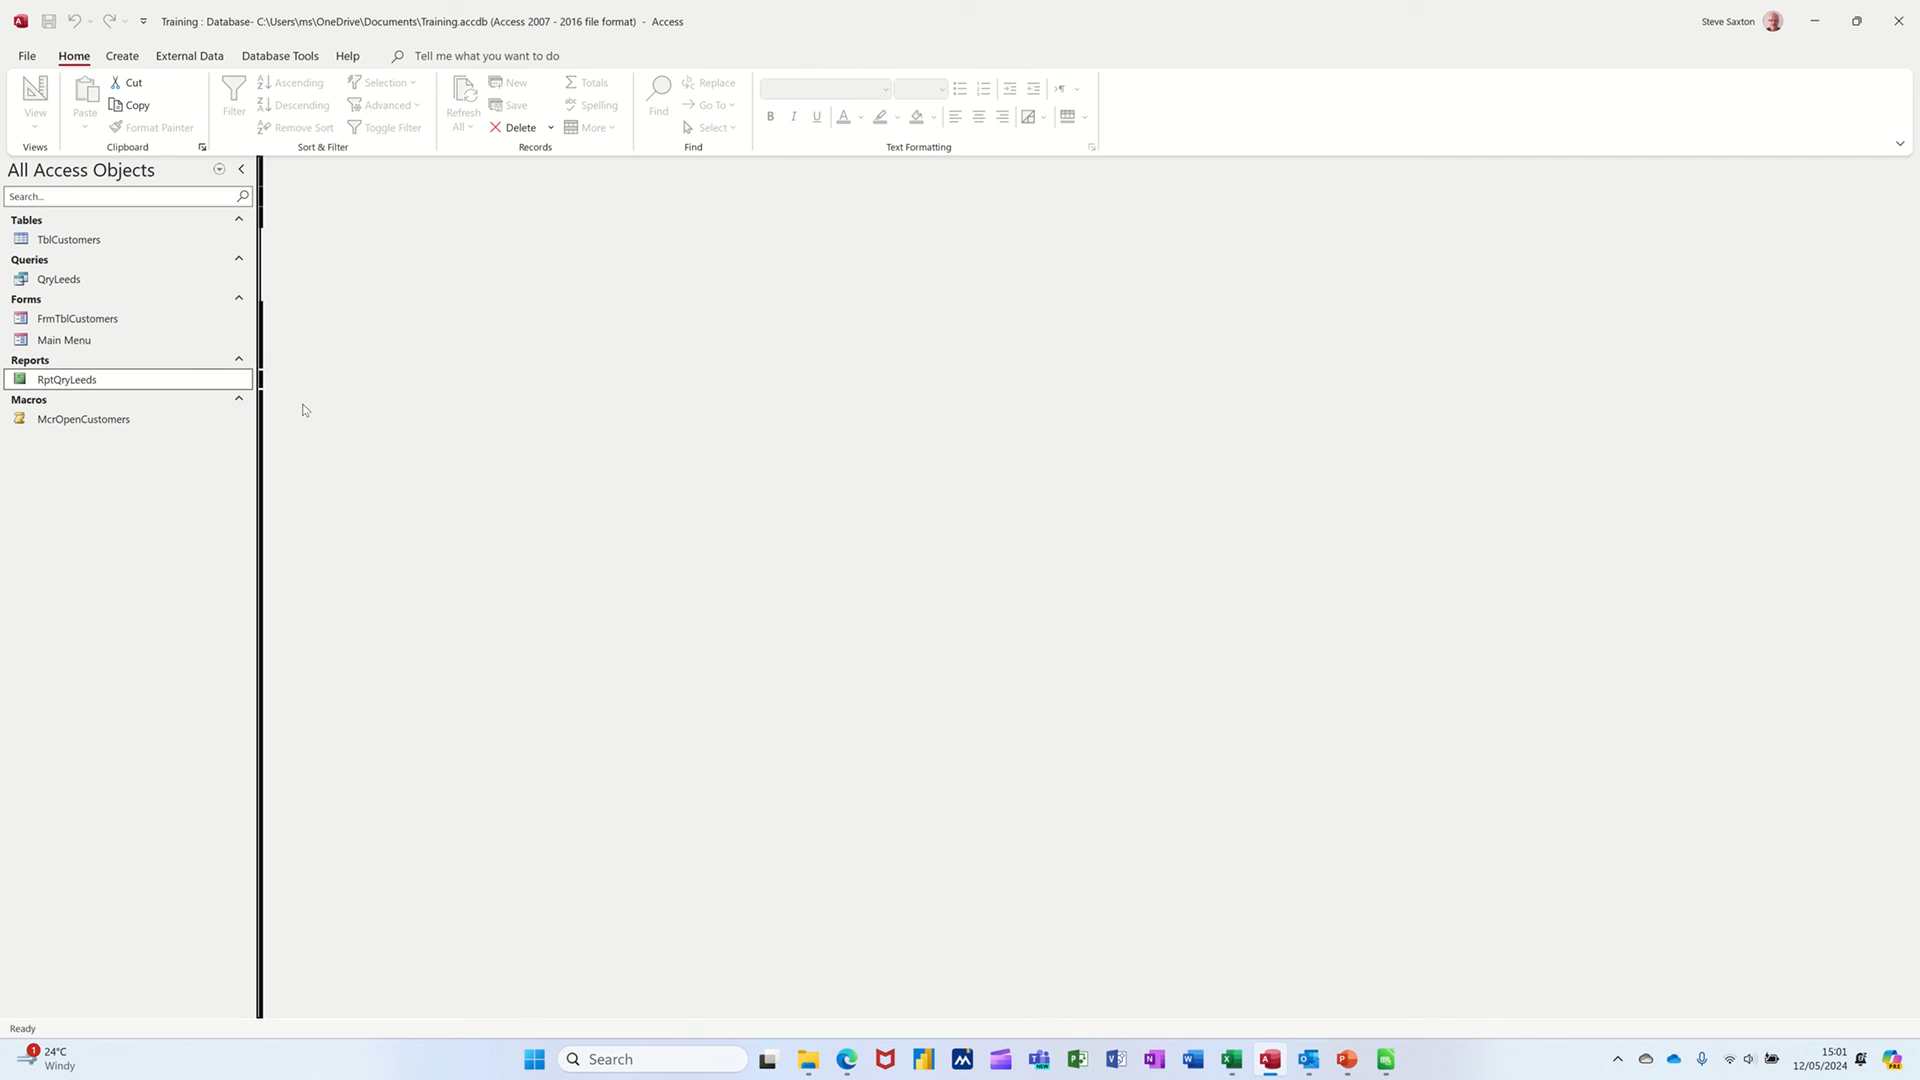 Training : Database- C:\Users\ms\OneDrive\Documents\Training.accdb (Access 2007 - 2016 file format) - Access
Steve Saxton
File Home Create External Data Database Tools Help Tell me what you want to do
View
Views
Paste
Cut
Copy
Format Painter
Clipboard
Filter
Ascending
Descending
Remove Sort
Selection
Advanced
Toggle Filter
Sort & Filter
Refresh
All
New
Save
Delete
Totals
Spelling
More
Records
Find
Replace
Go To
Select
Find
B I U
Text Formatting
All Access Objects
Search...
Tables
TblCustomers
Queries
QryLeeds
Forms
FrmTblCustomers
Main Menu
Reports
RptQryLeeds
Macros
McrOpenCustomers
Ready
1
24°C
Windy
Search
NEW
15:01
12/05/2024
PRE